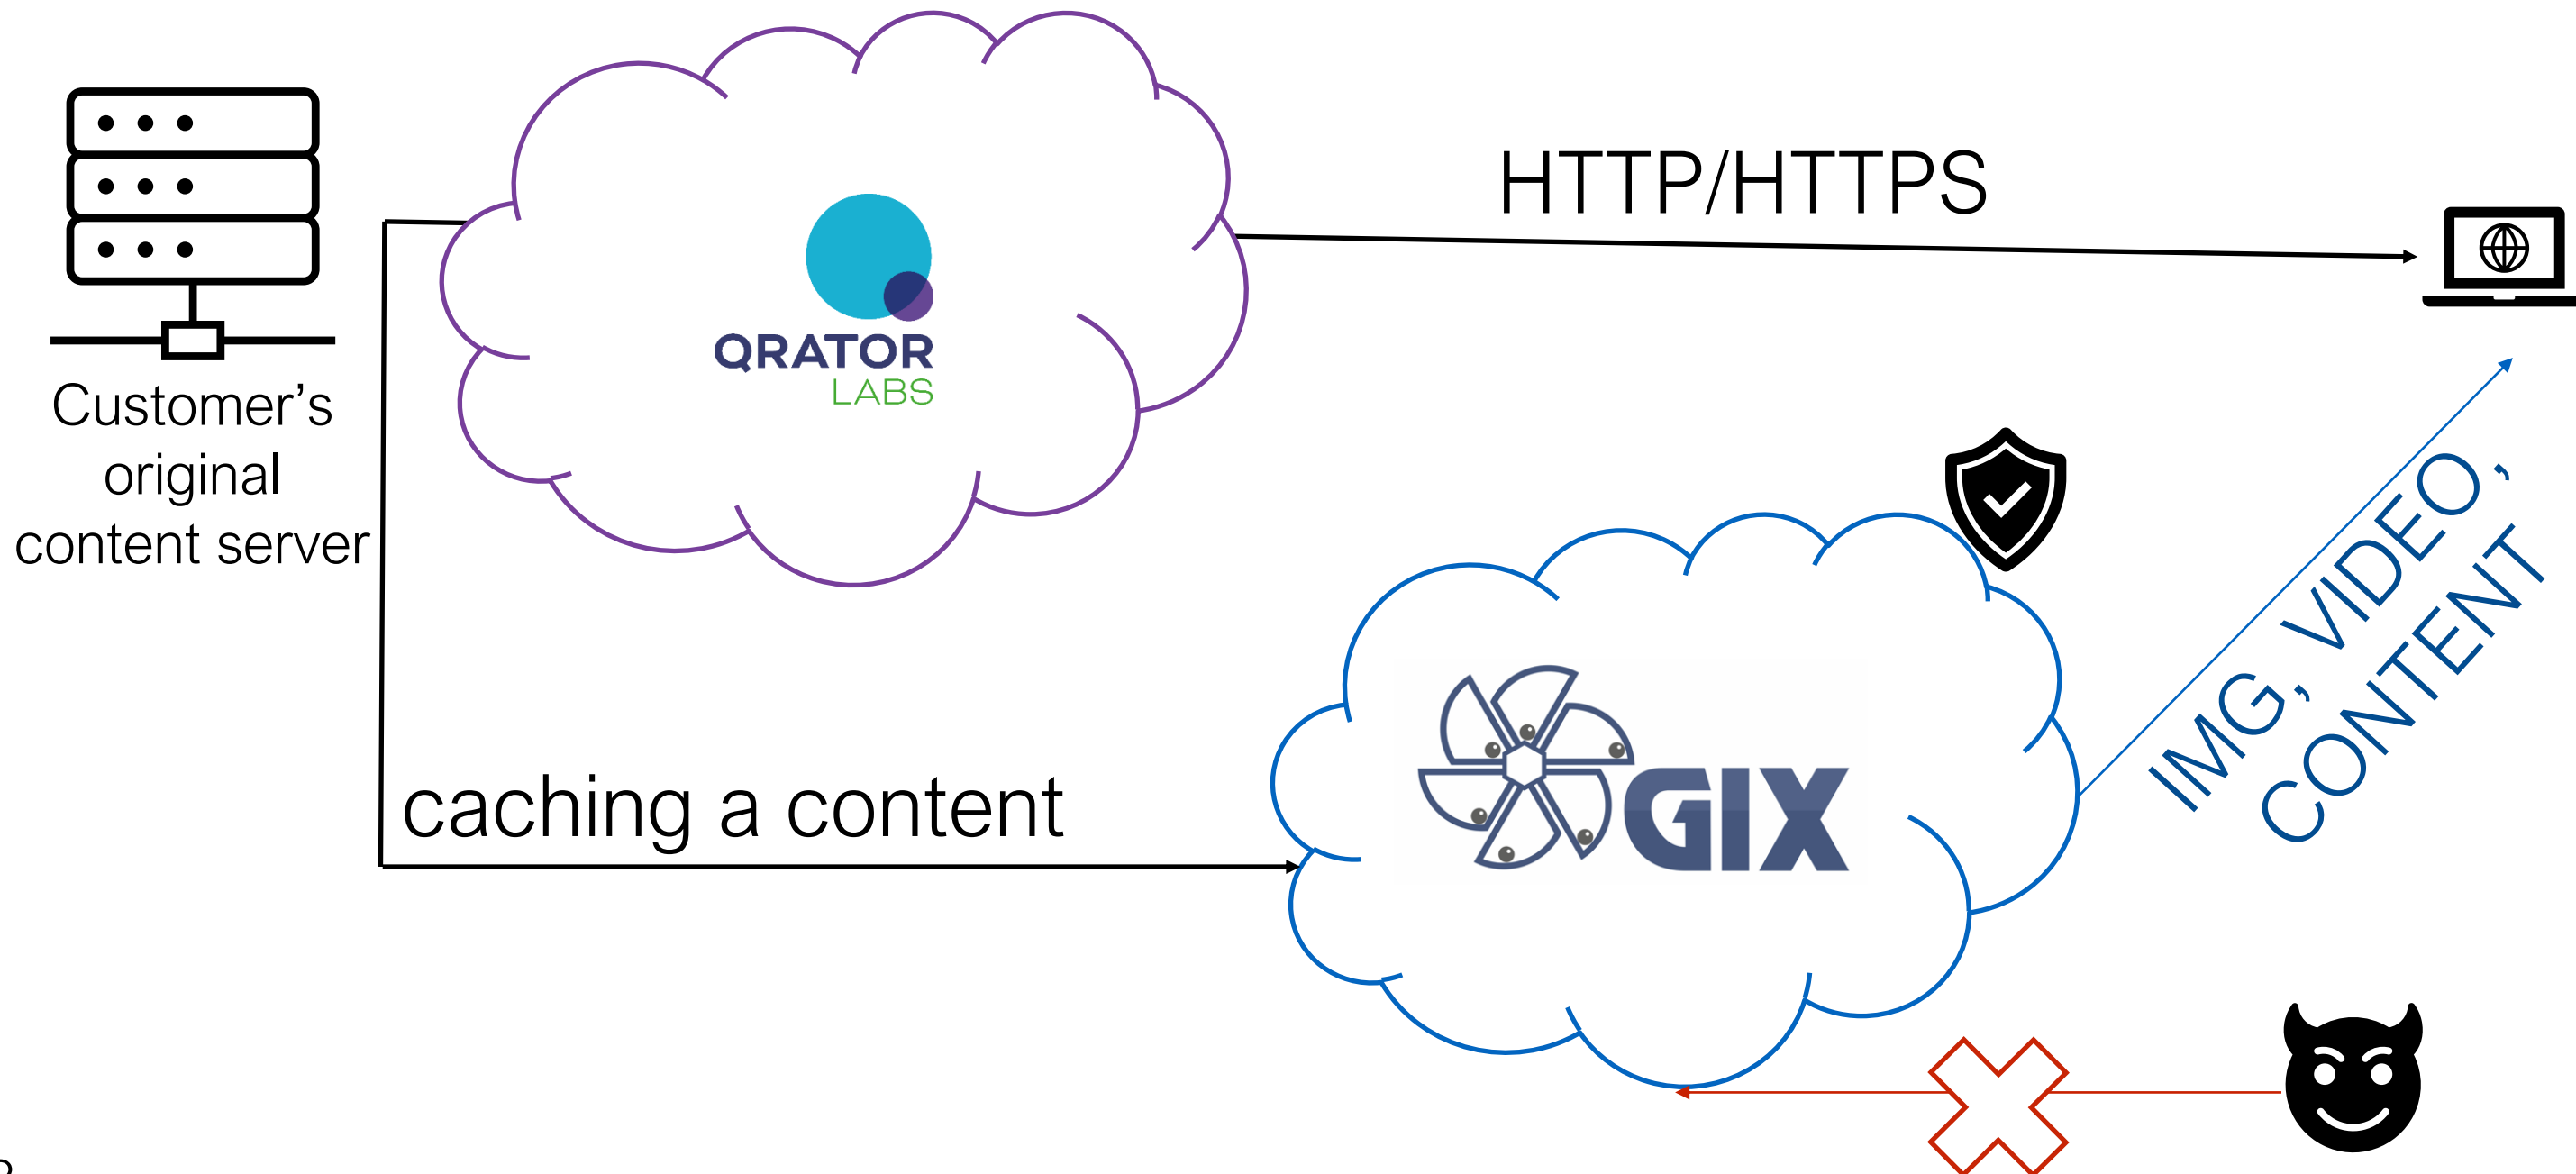 HTTP/HTTPS
QRATOR
LABS
Customer's
original
content server
IMG, VIDEO,
CONTENT
GIX
caching a content